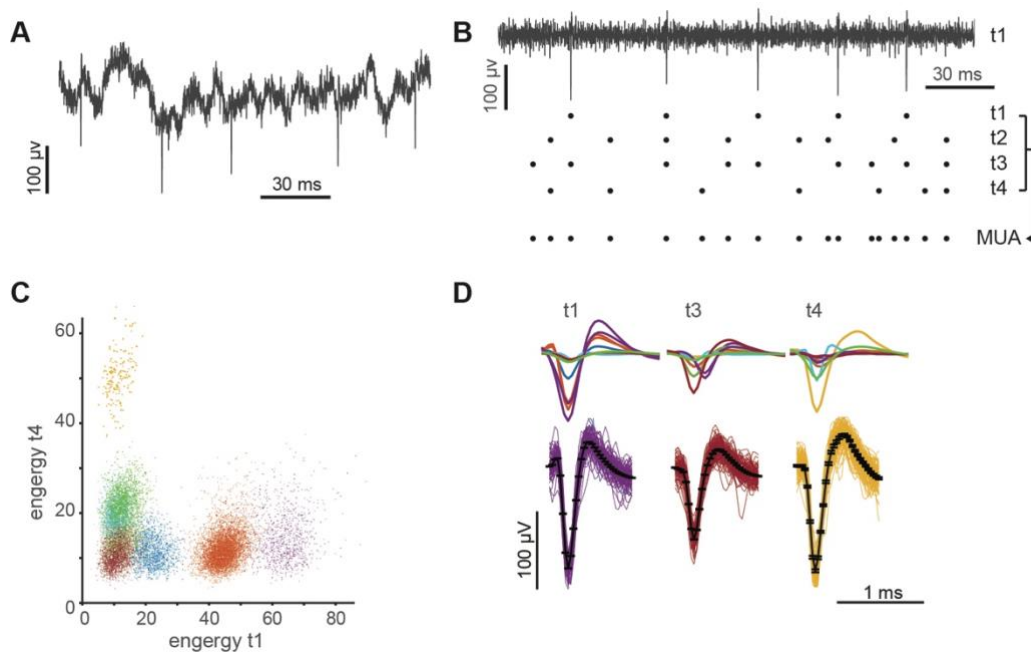 A
100 µv
30 ms
B
t1
100 µv
30 ms
t1
t2
t3
t4
MUA
C
engergy t4
60
40
20
0
0 20 40 60 80
engergy t1
D
t1 t3 t4
100 µV
1 ms